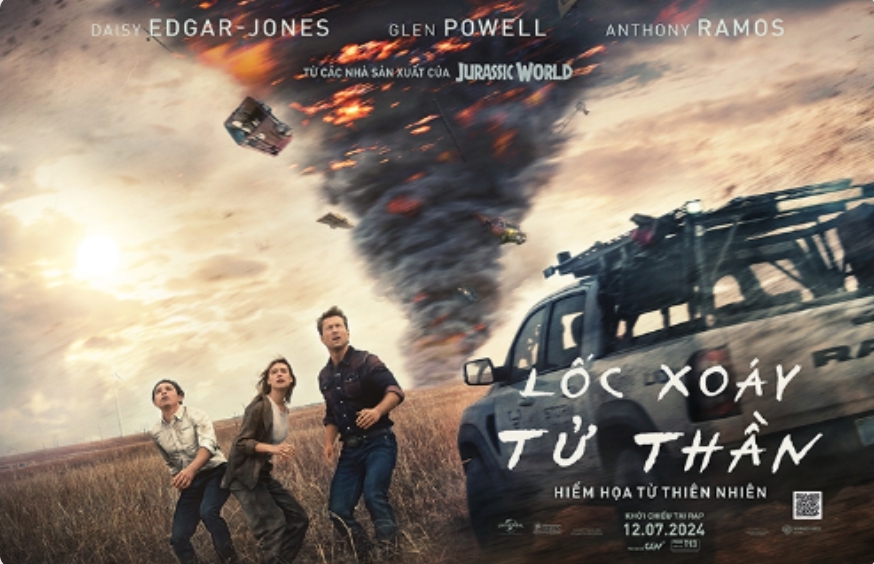 DAISY EDGAR-JONES GLEN POWELL ANTHONY RAMOS
TỪ CÁC NHÀ SẢN XUẤT CỦA JURASSIC WORLD
RA
LỐC XOÁY
TỬ THẦN
HIỂM HỌA TỪ THIÊN NHIÊN
KHỞI CHIẾU TẠI RẠP
12.07.2024